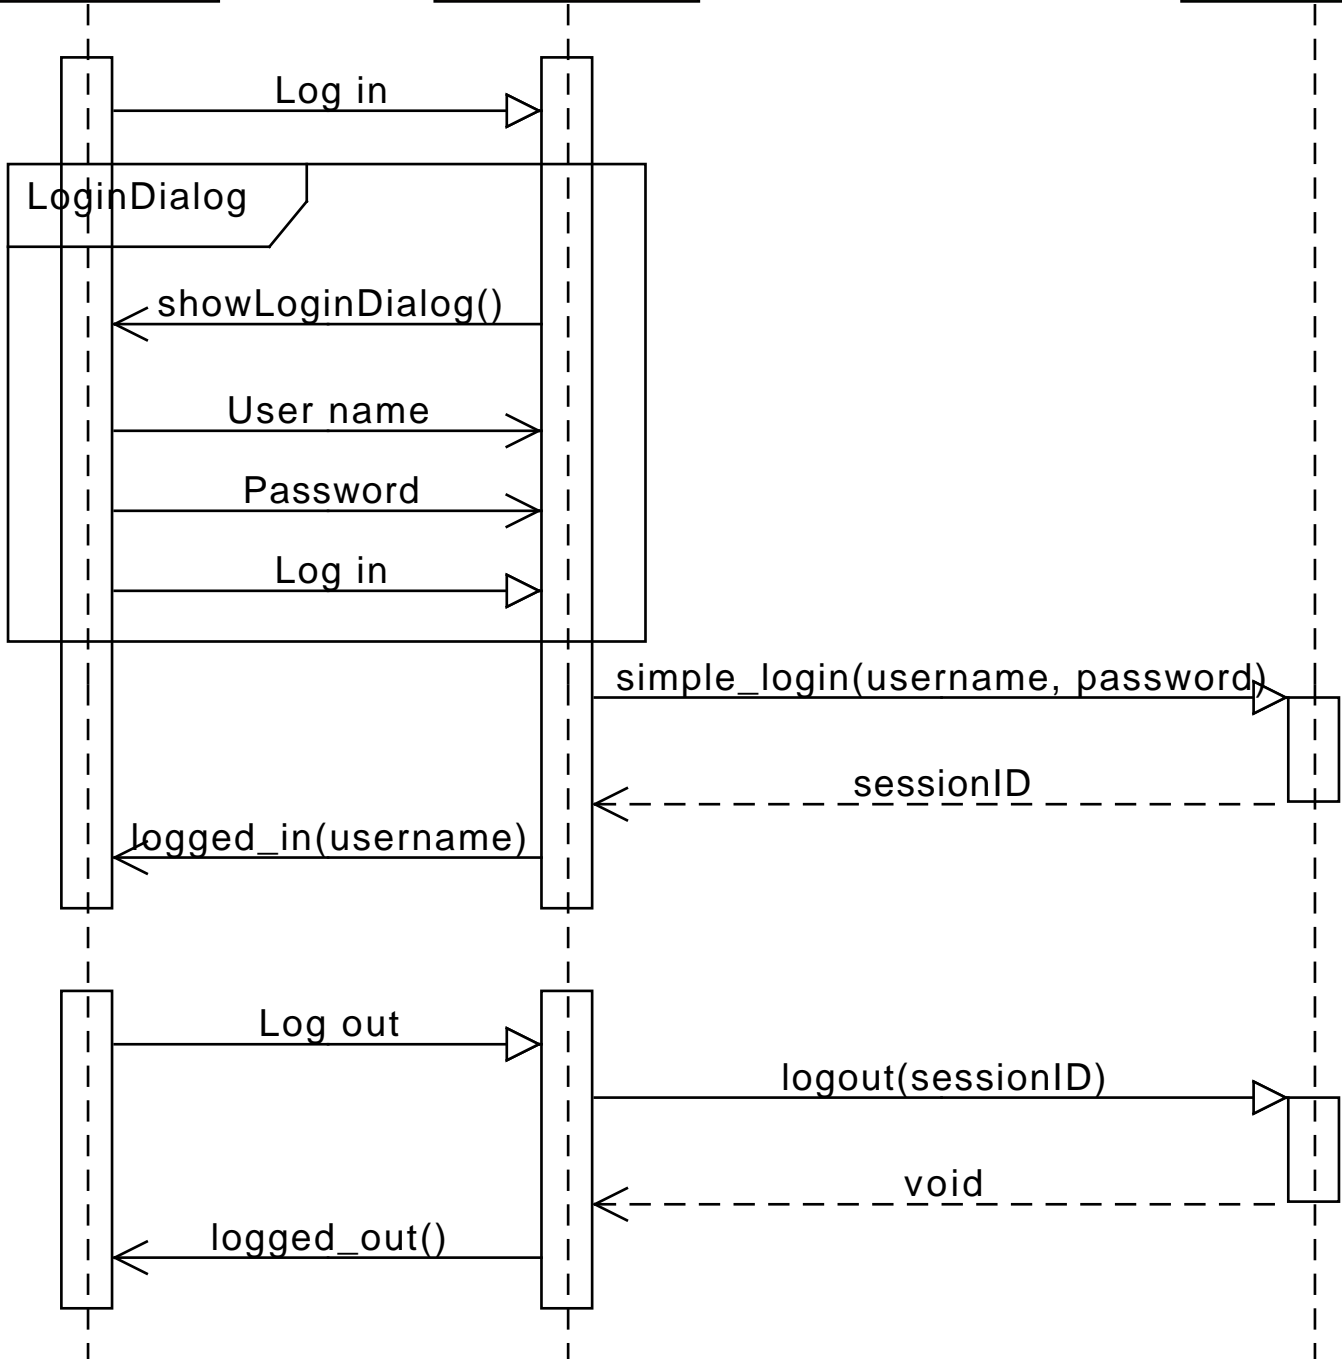 Log in
LoginDialog
showLoginDialog()
User name
Password
Log in
simple_login(username, password)
sessionID
logged_in(username)
Log out
logout(sessionID)
void
logged_out()